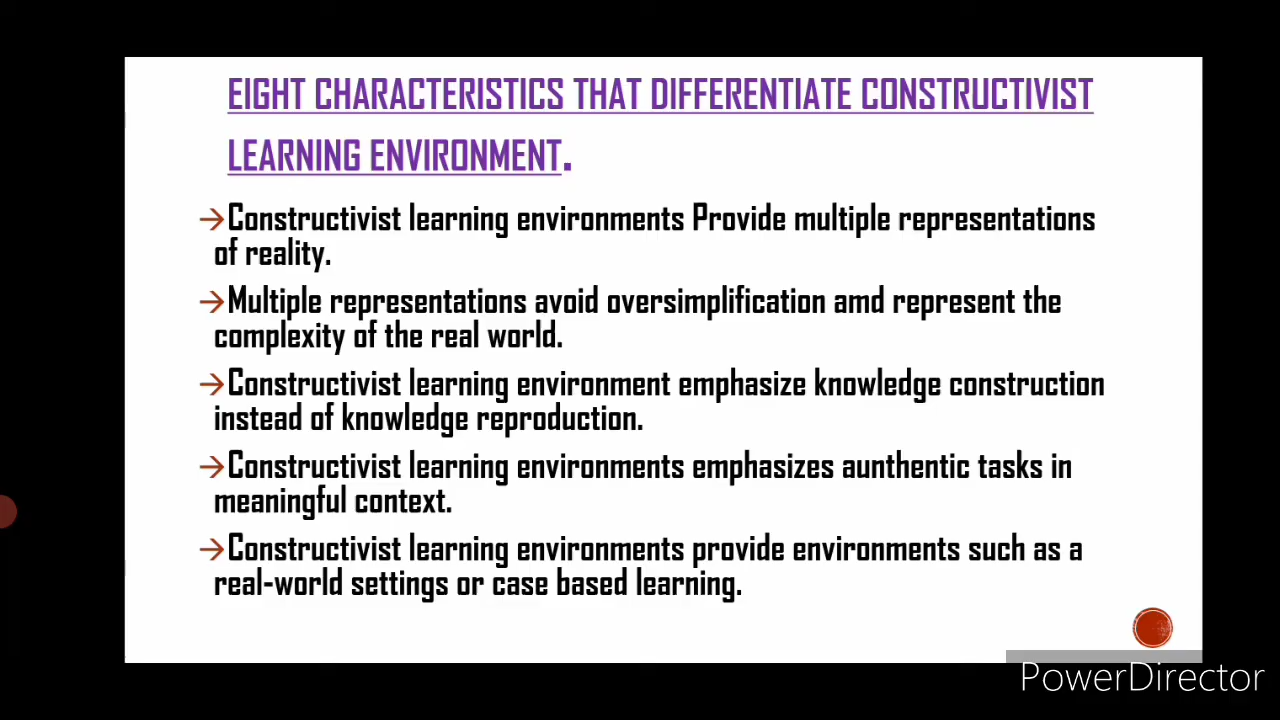 EIGHT CHARACTERISTICS THAT DIFFERENTIATE CONSTRUCTIVIST
LEARNING ENVIRONMENT.
→Constructivist learning environments Provide multiple representations
of reality.
→Multiple representations avoid oversimplification amd represent the
complexity of the real world.
→Constructivist learning environment emphasize knowledge construction
instead of knowledge reproduction.
→Constructivist learning environments emphasizes aunthentic tasks in
meaningful context.
→Constructivist learning environments provide environments such as a
real-world settings or case based learning.
PowerDirector